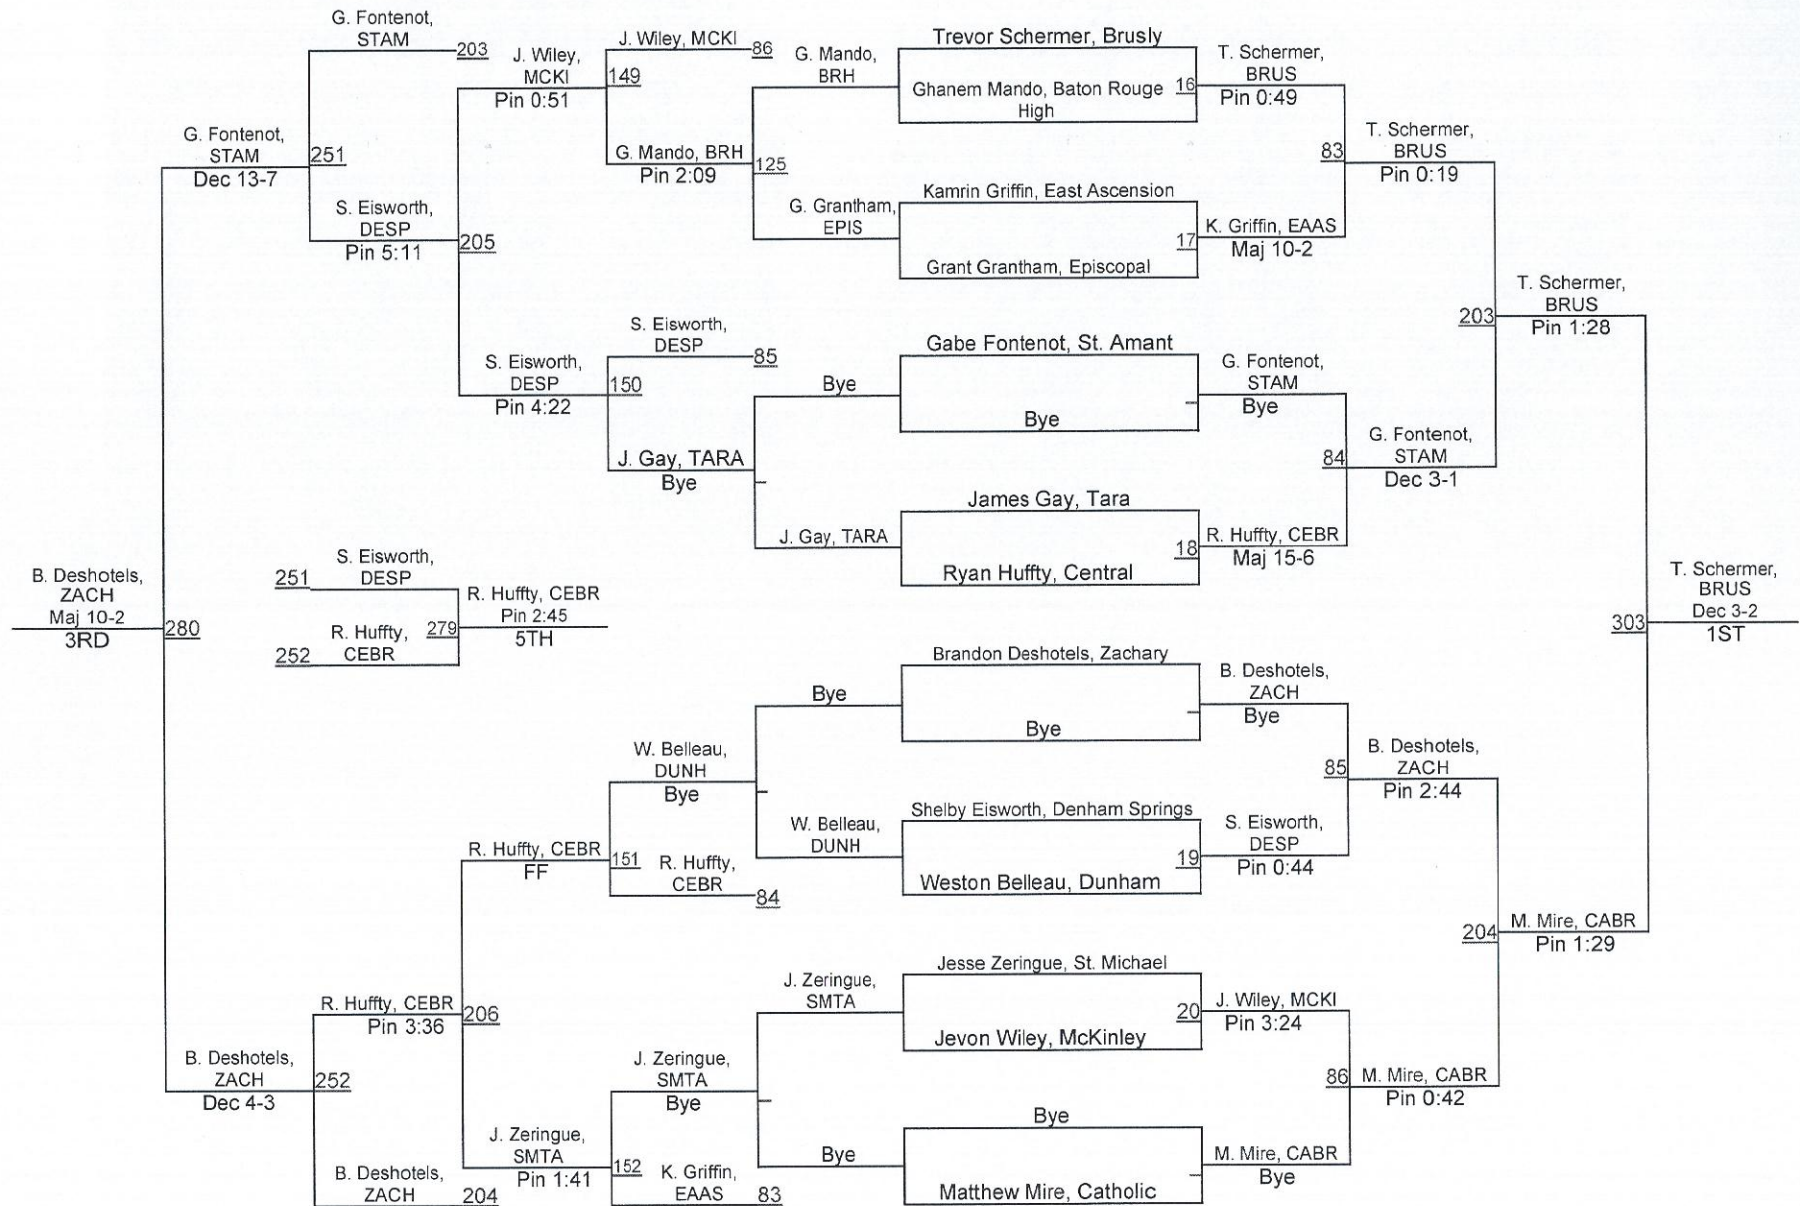 G. Fontenot,
STAM
203
J. Wiley,
MCKI
Pin 0:51
149
J. Wiley, MCKI
86
G. Fontenot,
STAM
Dec 13-7
251
G. Mando, BRH
Pin 2:09
125
S. Eisworth,
DESP
Pin 5:11
205
S. Eisworth,
DESP
Pin 4:22
150
S. Eisworth,
DESP
85
J. Gay, TARA
Bye
G. Mando,
BRH
G. Grantham,
EPIS
Bye
J. Gay, TARA
Trevor Schermer, Brusly
Ghanem Mando, Baton Rouge
High
16
Kamrin Griffin, East Ascension
17
Grant Grantham, Episcopal
Gabe Fontenot, St. Amant
Bye
James Gay, Tara
18
Ryan Huffty, Central
T. Schermer,
BRUS
Pin 0:49
K. Griffin, EAAS
Maj 10-2
83
T. Schermer,
BRUS
Pin 0:19
G. Fontenot,
STAM
Bye
R. Huffty, CEBR
Maj 15-6
84
G. Fontenot,
STAM
Dec 3-1
203
T. Schermer,
BRUS
Pin 1:28
B. Deshotels,
ZACH
Maj 10-2
3RD
280
251
S. Eisworth,
DESP
252
R. Huffty,
CEBR
279
R. Huffty, CEBR
Pin 2:45
5TH
303
T. Schermer,
BRUS
Dec 3-2
1ST
Bye
W. Belleau,
DUNH
Bye
W. Belleau,
DUNH
R. Huffty, CEBR
FF
151
R. Huffty,
CEBR
84
R. Huffty, CEBR
Pin 3:36
206
J. Zeringue,
SMTA
J. Zeringue,
SMTA
Bye
Bye
B. Deshotels,
ZACH
Dec 4-3
252
J. Zeringue,
SMTA
Pin 1:41
152
K. Griffin,
EAAS
83
B. Deshotels,
ZACH
204
Brandon Deshotels, Zachary
Bye
Shelby Eisworth, Denham Springs
19
Weston Belleau, Dunham
Jesse Zeringue, St. Michael
20
Jevon Wiley, McKinley
Bye
Matthew Mire, Catholic
B. Deshotels,
ZACH
Bye
S. Eisworth,
DESP
Pin 0:44
85
B. Deshotels,
ZACH
Pin 2:44
J. Wiley, MCKI
Pin 3:24
M. Mire, CABR
Bye
86
M. Mire, CABR
Pin 0:42
204
M. Mire, CABR
Pin 1:29